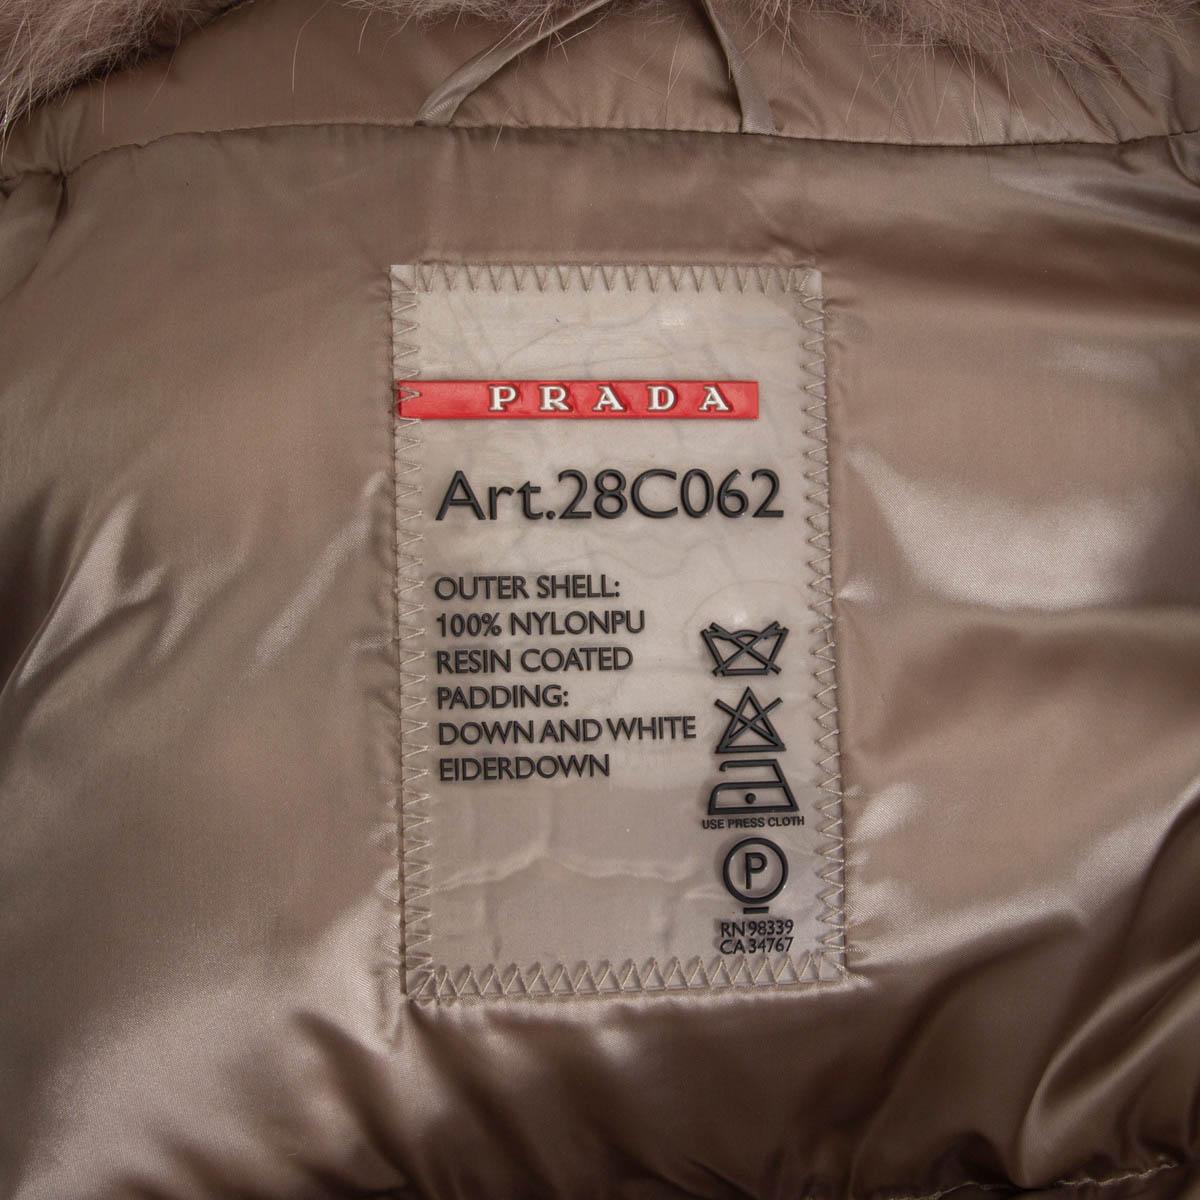 PRADA
Art.28C062
OUTER SHELL:
100% NYLONPU
RESIN COATED
PADDING:
DOWN AND WHITE
EIDERDOWN
USE PRESS CLOTH
P
RN 98339
CA 34767